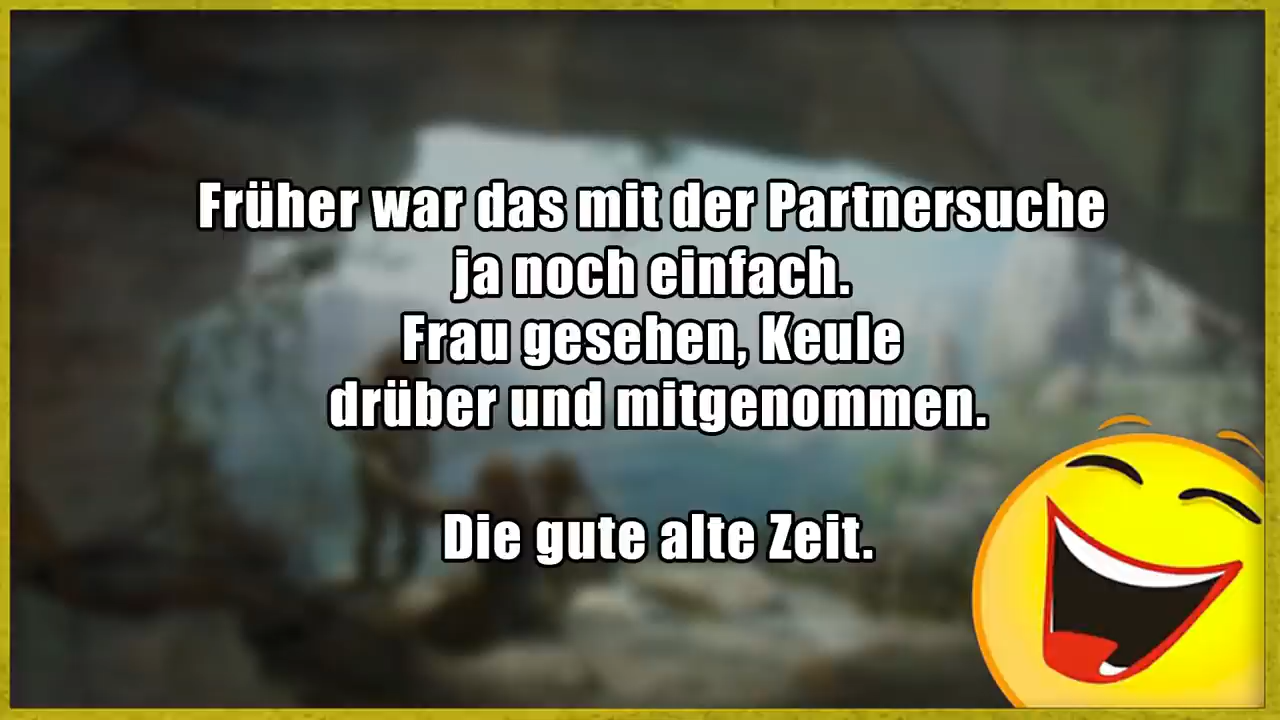 Früher war das mit der Partnersuche
ja noch einfach.
Frau gesehen, Keule
drüber und mitgenommen.
Die gute alte Zeit.